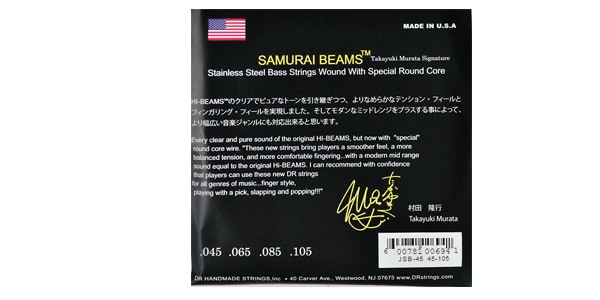 MADE IN U.S.A
SAMURAI BEAMS™ Takayuki Murata Signature
Stainless Steel Bass Strings Wound With Special Round Core
HI-BEAMS™のクリアでピュアなトーンを引き継ぎつつ、よりなめらかなテンション・フィールと
フィンガリング・フィールを実現しました。そしてモダンなミッドレンジをプラスする事によって、
より幅広い音楽ジャンルにも対応出来ると思います。
Every clear and pure sound of the original HI-BEAMS, but now with "special"
round core wire. "These new strings bring players a smoother feel, a more
balanced tension, and more comfortable fingering...with a modern mid range
sound equal to the original Hi-BEAMS. I can recommend with confidence
that players can use these new DR strings
for all genres of music...finger style,
playing with a pick, slapping and popping!!!"
村田 隆行
Takayuki Murata
.045 .065 .085 .105
6 00781 00694 1
JSB-45 45-105
DR HANDMADE STRINGS, Inc • 40 Carver Ave., Westwood, NJ 07675 www.DRstrings.com